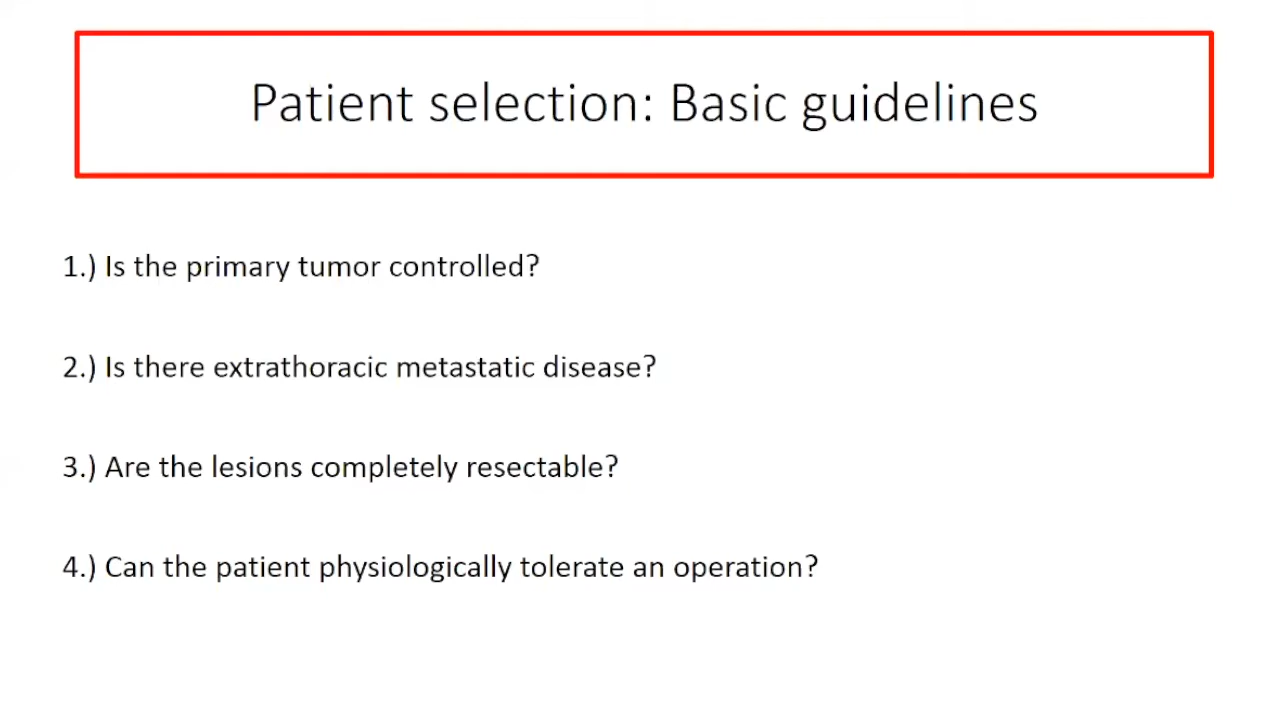 Patient selection: Basic guidelines
1.) Is the primary tumor controlled?
2.) Is there extrathoracic metastatic disease?
3.) Are the lesions completely resectable?
4.) Can the patient physiologically tolerate an operation?